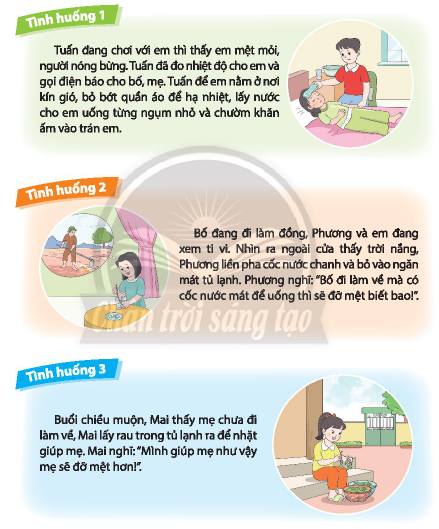 Tình huống 1
Tuấn đang chơi với em thì thấy em mệt mỏi,
người nóng bừng. Tuấn đã đo nhiệt độ cho em và
gọi điện báo cho bố, mẹ. Tuấn để em nằm ở nơi
kín gió, bỏ bớt quần áo để hạ nhiệt, lấy nước
cho em uống từng ngụm nhỏ và chườm khăn
ấm vào trán em.
Tình huống 2
Bố đang đi làm đồng, Phương và em đang
xem ti vi. Nhìn ra ngoài cửa thấy trời nắng,
Phương liền pha cốc nước chanh và bỏ vào ngăn
mát tủ lạnh. Phương nghĩ: “Bố đi làm về mà có
cốc nước mát để uống thì sẽ đỡ mệt biết bao!”.
Chân trời sáng tạo
Tình huống 3
Buổi chiều muộn, Mai thấy mẹ chưa đi
làm về, Mai lấy rau trong tủ lạnh ra để nhặt
giúp mẹ. Mai nghĩ: “Mình giúp mẹ như vậy
mẹ sẽ đỡ mệt hơn!”.